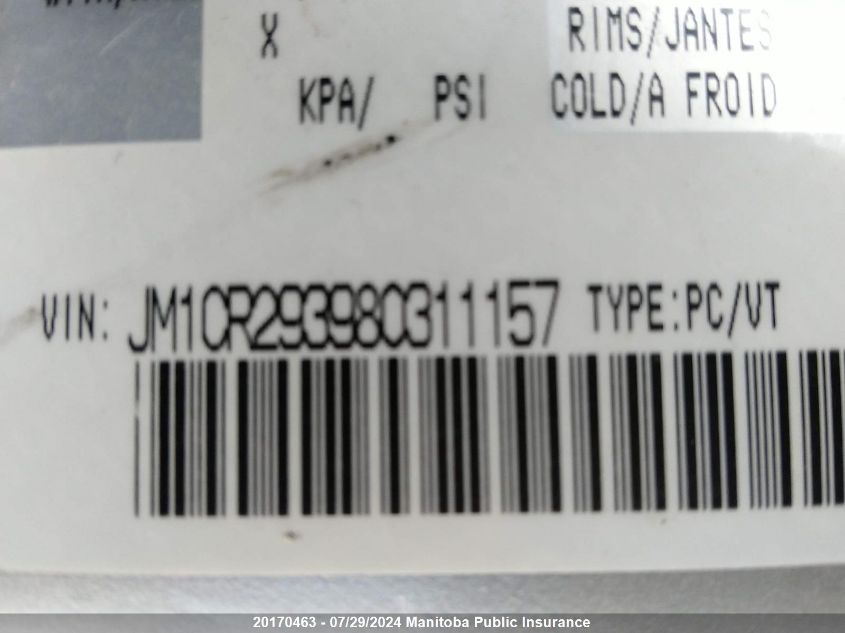 X RIMS/JANTES
KPA/ PSI COLD/A FROID
VIN: JM1CR293980311157 TYPE:PC/VT
20170463 - 07/29/2024 Manitoba Public Insurance